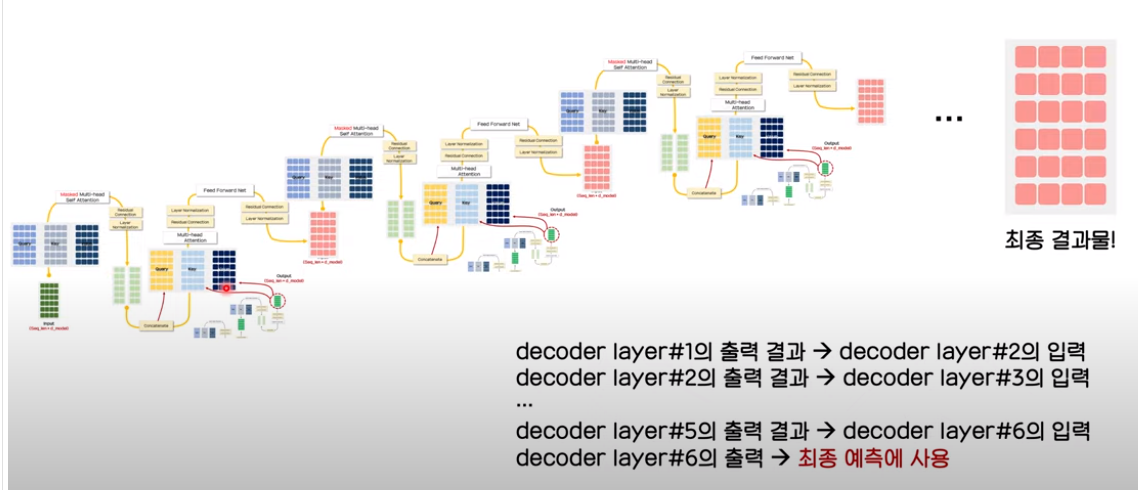 Masked Multi-head
Self Attention
Residual
Connection
Layer
Normalization
Query
Key
Input
(Seq_len × d_model)
Feed Forward Net
Layer Normalization
Residual Connection
Multi-head
Attention
Query
Key
Concatenate
Residual Connection
Layer Normalization
Output
(Seq_len × d_model)
Masked Multi-head
Self Attention
Residual
Connection
Layer
Normalization
Query
Key
(Seq_len × d_model)
Feed Forward Net
Layer Normalization
Residual Connection
Multi-head
Attention
Query
Key
Concatenate
Residual Connection
Layer Normalization
Output
(Seq_len × d_model)
Masked Multi-head
Self Attention
Residual
Connection
Layer
Normalization
Query
Key
(Seq_len × d_model)
Feed Forward Net
Layer Normalization
Residual Connection
Multi-head
Attention
Query
Key
Concatenate
Residual Connection
Layer Normalization
Output
(Seq_len × d_model)
...
최종 결과물!
decoder layer#1의 출력 결과 → decoder layer#2의 입력
decoder layer#2의 출력 결과 → decoder layer#3의 입력
...
decoder layer#5의 출력 결과 → decoder layer#6의 입력
decoder layer#6의 출력 → 최종 예측에 사용